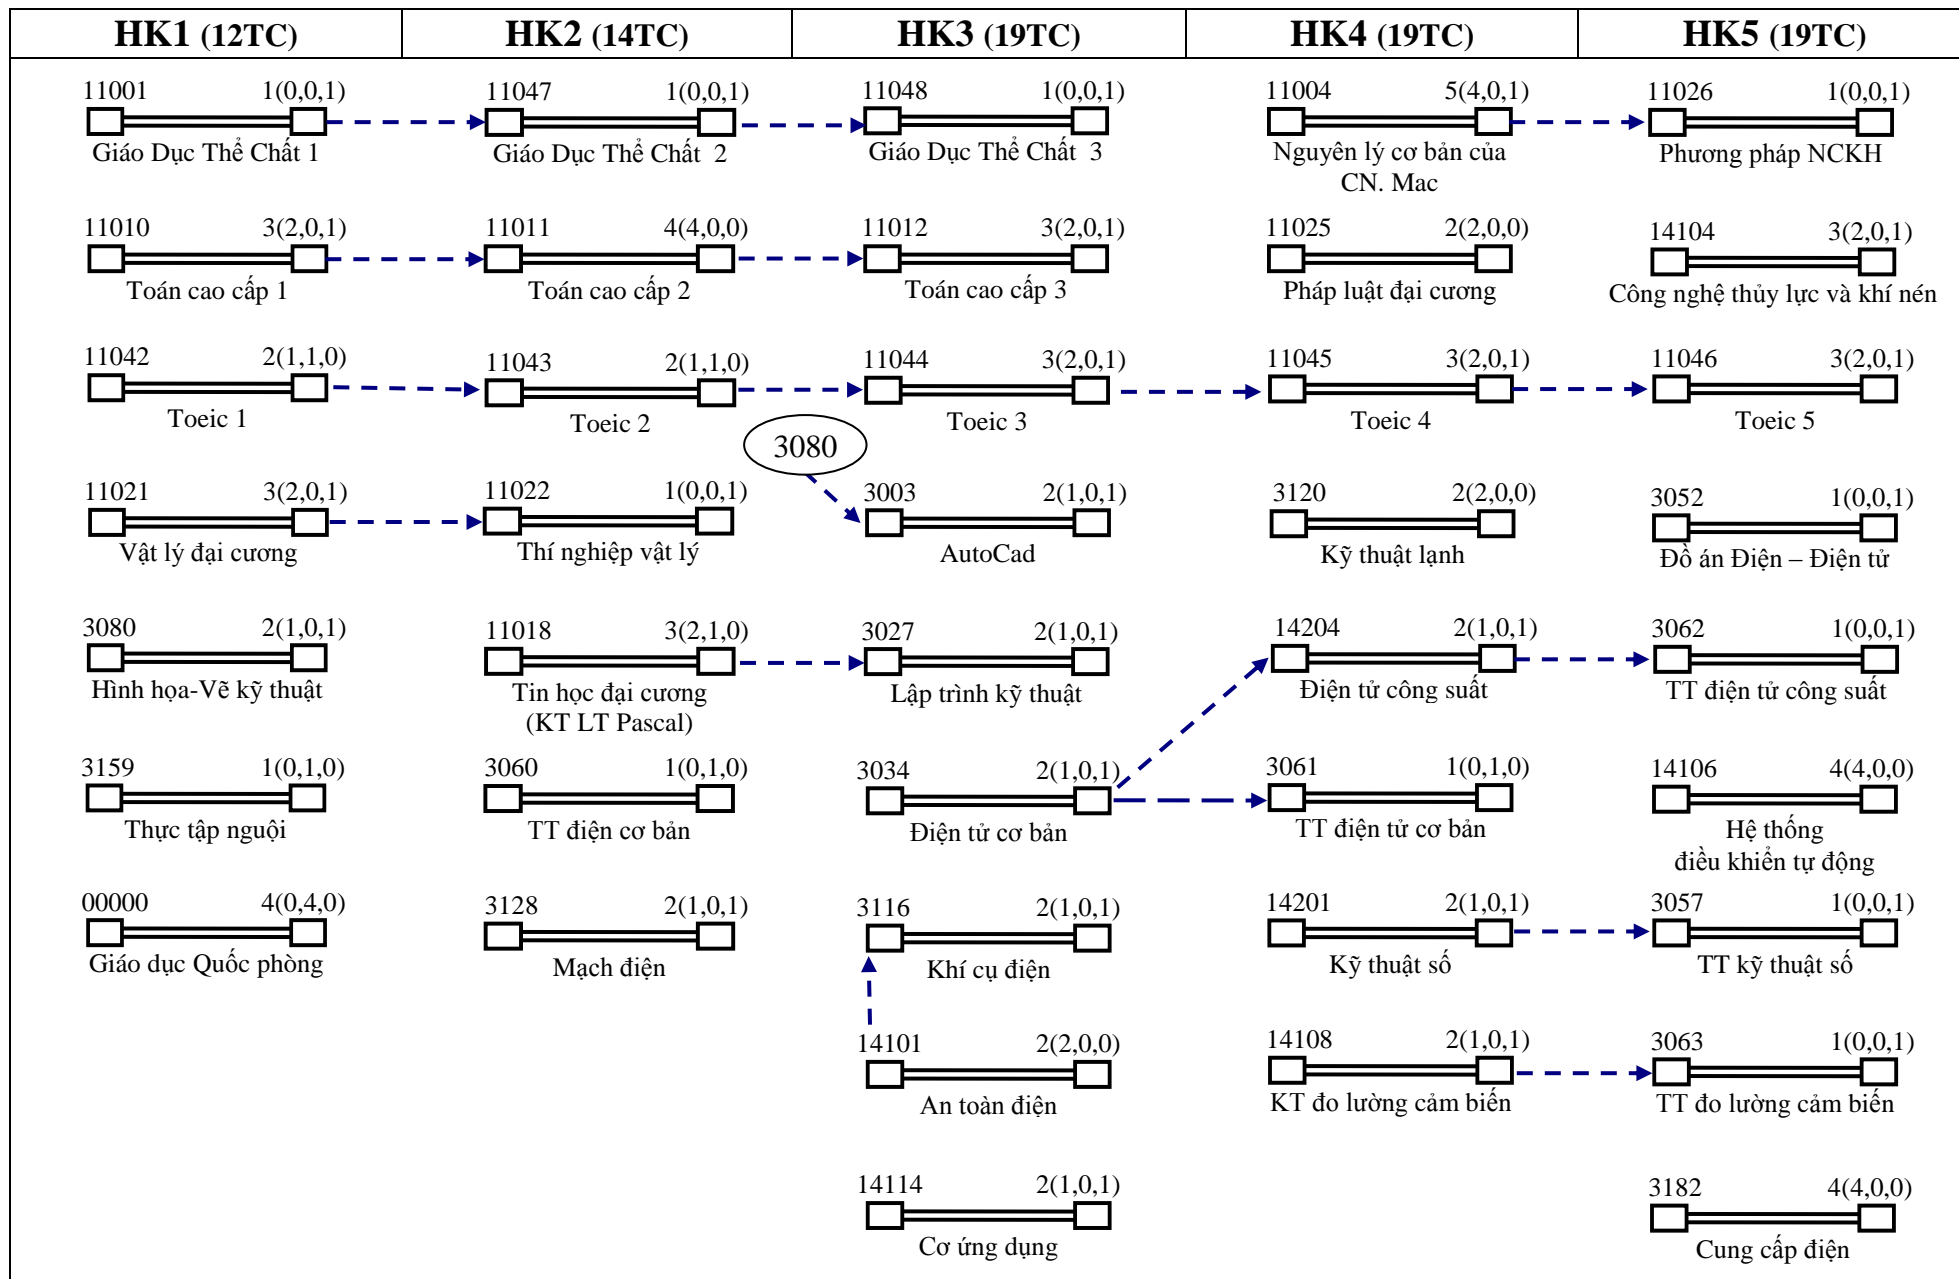 HK1 (12TC) HK2 (14TC) HK3 (19TC) HK4 (19TC) HK5 (19TC)
11001 1(0,0,1) 11047 1(0,0,1) 11048 1(0,0,1) 11004 5(4,0,1) 11026 1(0,0,1)
Giáo Dục Thể Chất 1 Giáo Dục Thể Chất 2 Giáo Dục Thể Chất 3 Nguyên lý cơ bản của Phương pháp NCKH
CN. Mac
11010 3(2,0,1) 11011 4(4,0,0) 11012 3(2,0,1) 11025 2(2,0,0) 14104 3(2,0,1)
Toán cao cấp 1 Toán cao cấp 2 Toán cao cấp 3 Pháp luật đại cương Công nghệ thủy lực và khí nén
11042 2(1,1,0) 11043 2(1,1,0) 11044 3(2,0,1) 11045 3(2,0,1) 11046 3(2,0,1)
Toeic 1 Toeic 2 Toeic 3 Toeic 4 Toeic 5
3080
11021 3(2,0,1) 11022 1(0,0,1) 3003 2(1,0,1) 3120 2(2,0,0) 3052 1(0,0,1)
Vật lý đại cương Thí nghiệp vật lý AutoCad Kỹ thuật lạnh Đồ án Điện – Điện tử
3080 2(1,0,1) 11018 3(2,1,0) 3027 2(1,0,1) 14204 2(1,0,1) 3062 1(0,0,1)
Hình họa-Vẽ kỹ thuật Tin học đại cương Lập trình kỹ thuật Điện tử công suất TT điện tử công suất
(KT LT Pascal)
3159 1(0,1,0) 3060 1(0,1,0) 3034 2(1,0,1) 3061 1(0,1,0) 14106 4(4,0,0)
Thực tập nguội TT điện cơ bản Điện tử cơ bản TT điện tử cơ bản Hệ thống
điều khiển tự động
00000 4(0,4,0) 3128 2(1,0,1) 3116 2(1,0,1) 14201 2(1,0,1) 3057 1(0,0,1)
Giáo dục Quốc phòng Mạch điện Khí cụ điện Kỹ thuật số TT kỹ thuật số
14101 2(2,0,0) 14108 2(1,0,1) 3063 1(0,0,1)
An toàn điện KT đo lường cảm biến TT đo lường cảm biến
14114 2(1,0,1) 3182 4(4,0,0)
Cơ ứng dụng Cung cấp điện